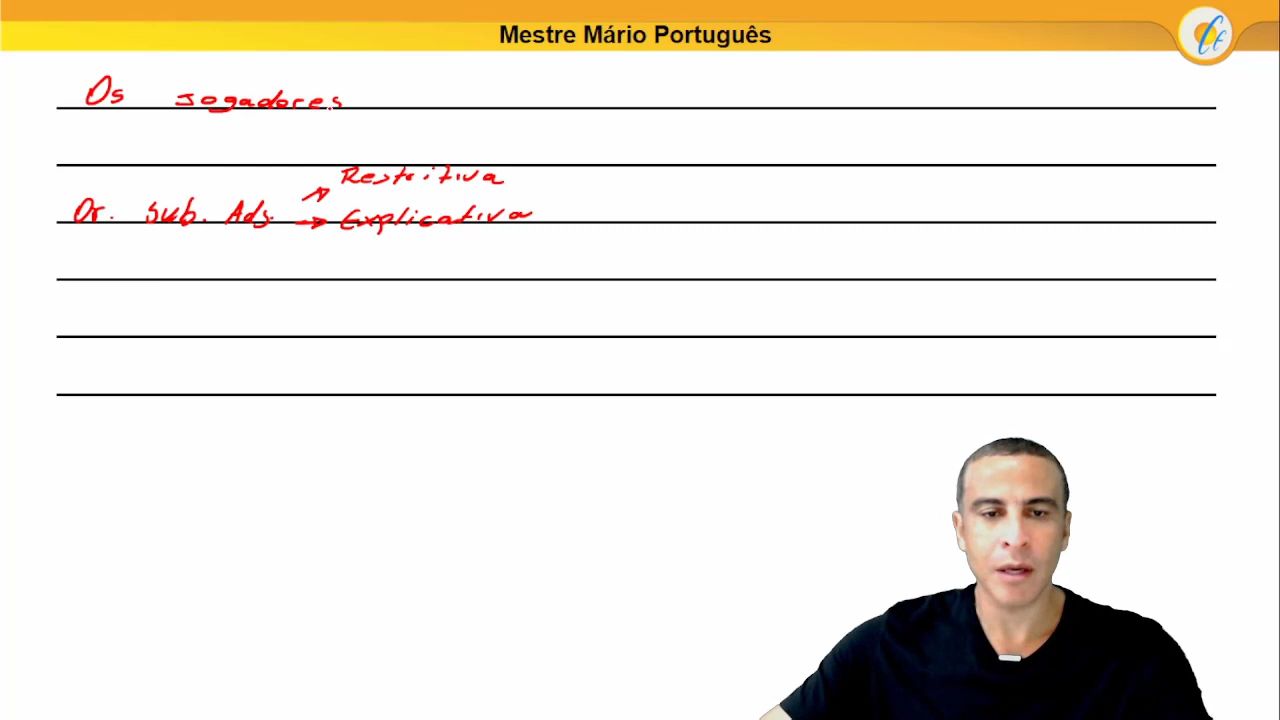 Mestre Mário Português
Os jogadores
Restritiva
Or. Sub. Adj. → Explicativa